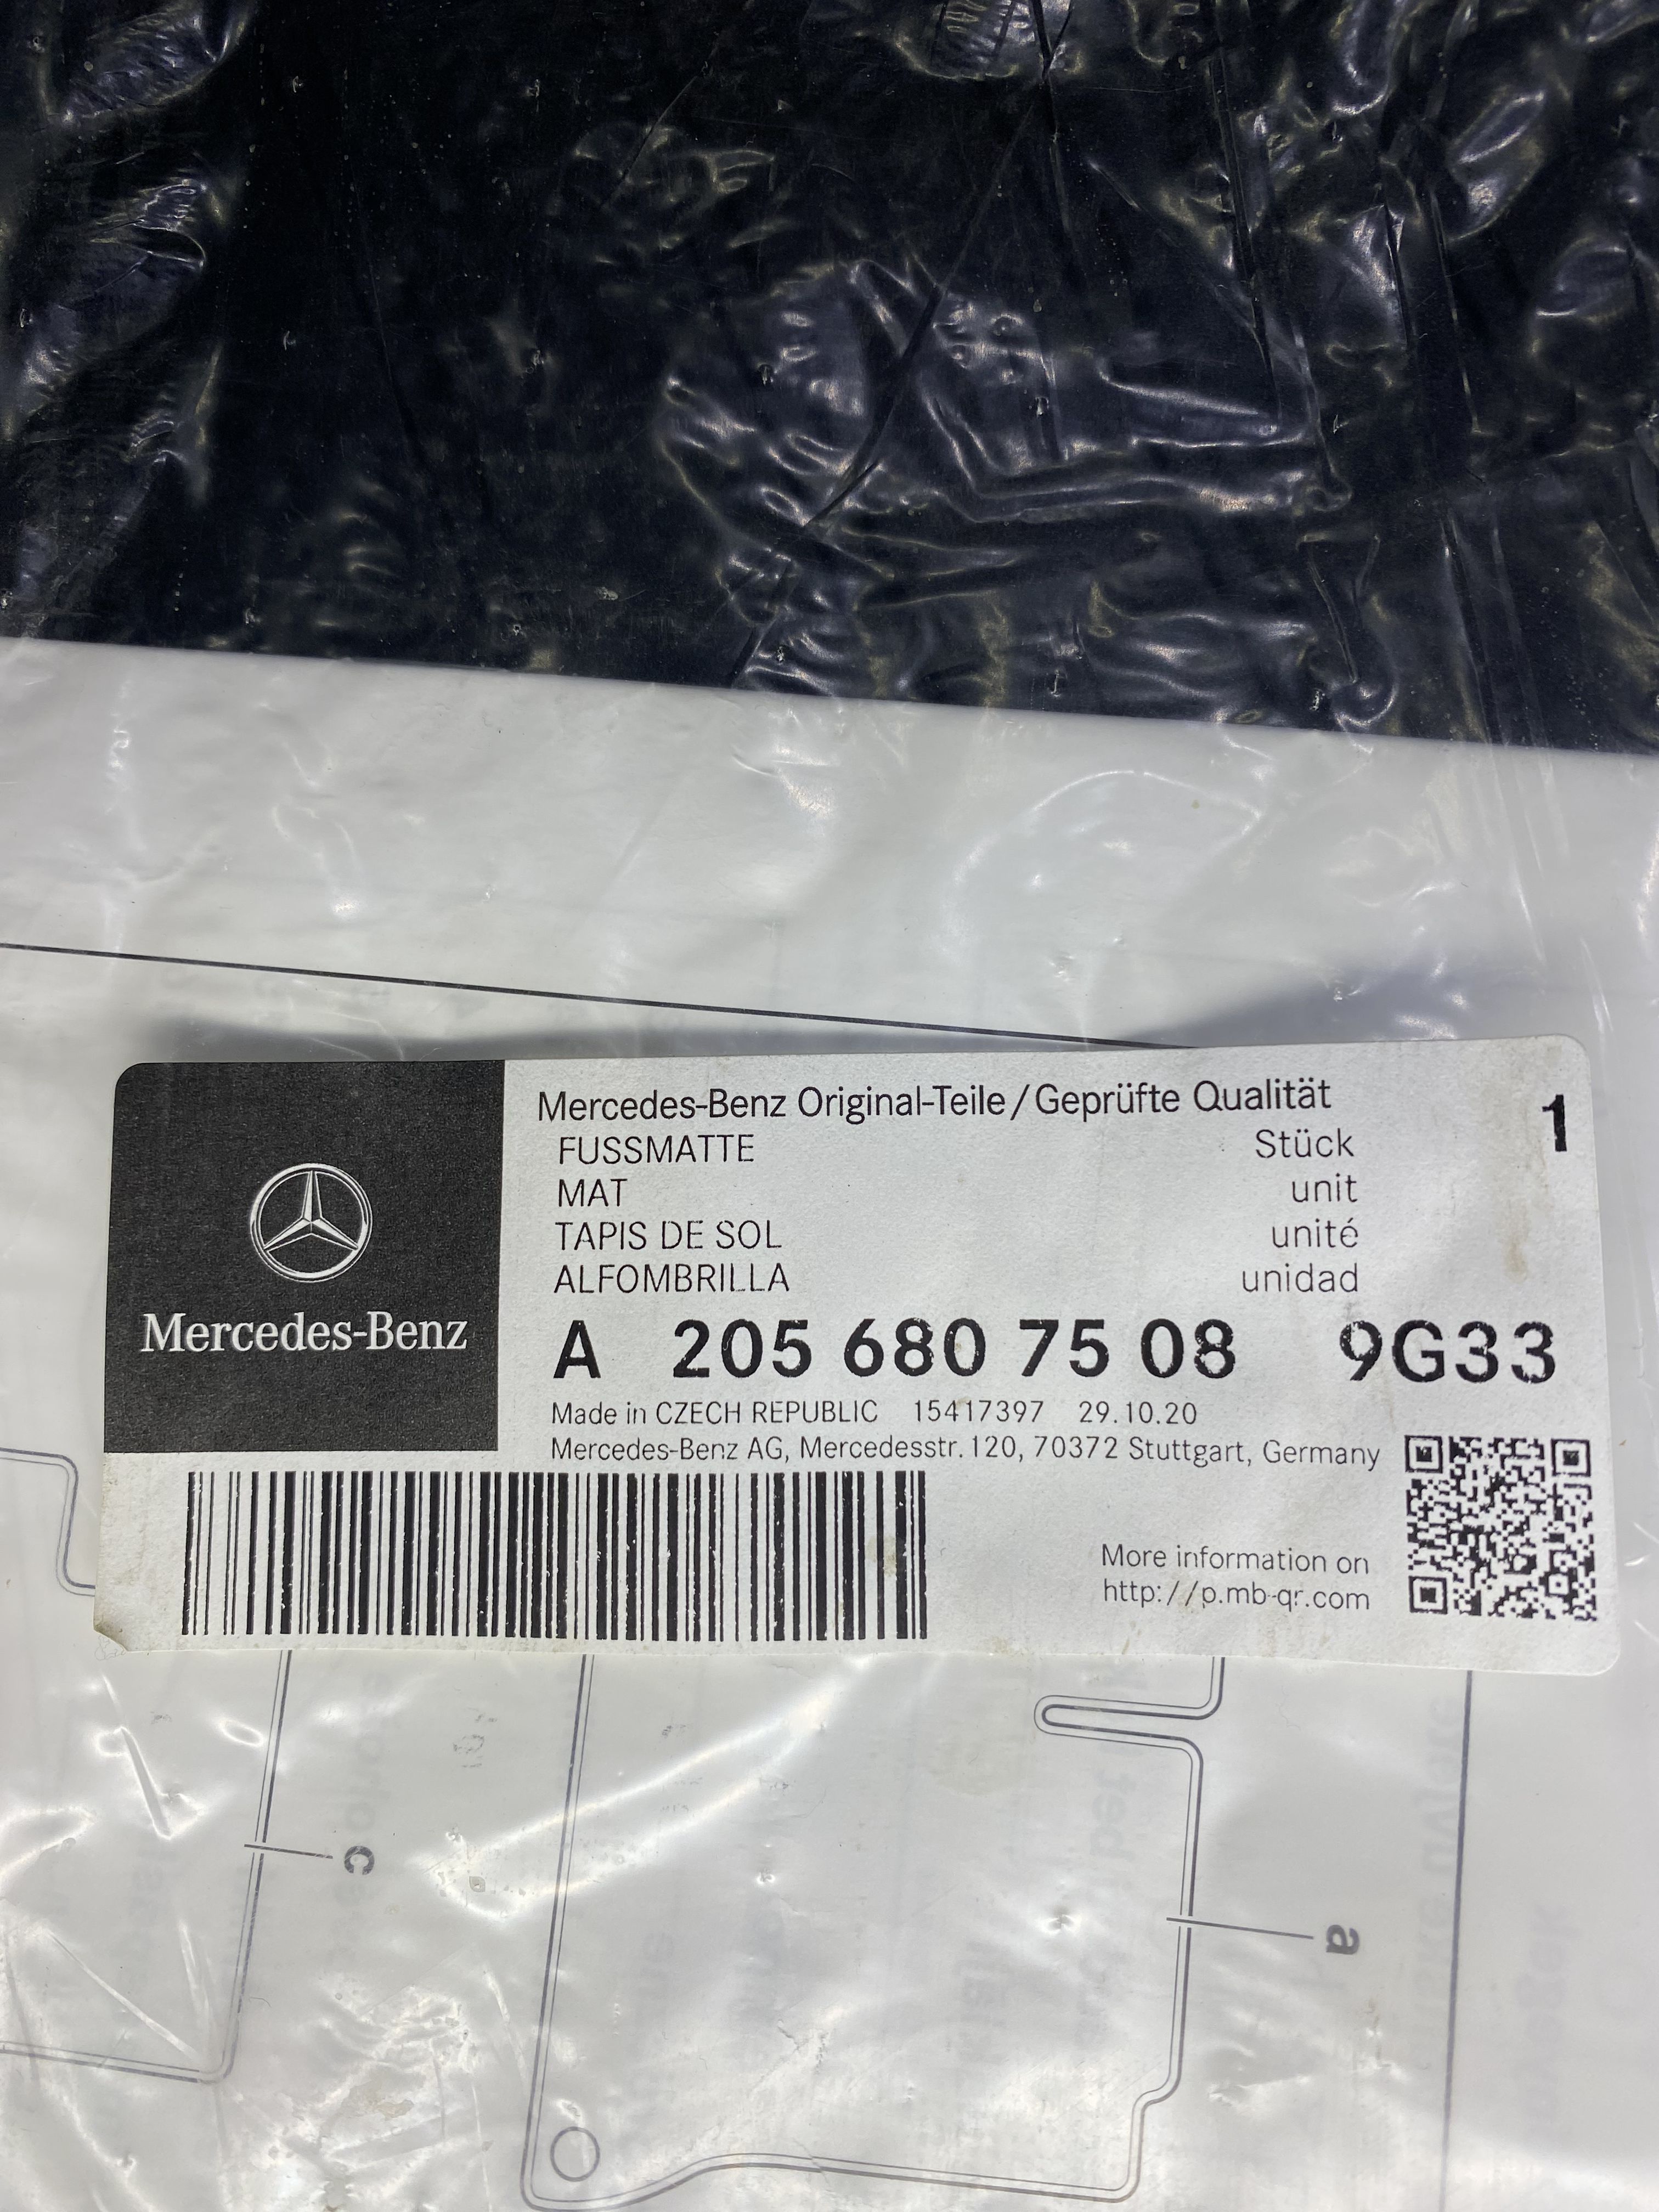 Mercedes-Benz Original-Teile/Geprüfte Qualität
1
FUSSMATTE Stück
MAT unit
TAPIS DE SOL unité
ALFOMBRILLA unidad
Mercedes-Benz
A 205 680 75 08 9G33
Made in CZECH REPUBLIC 15417397 29.10.20
Mercedes-Benz AG, Mercedesstr. 120, 70372 Stuttgart, Germany
More information on
http://p.mb-qr.com
c
a